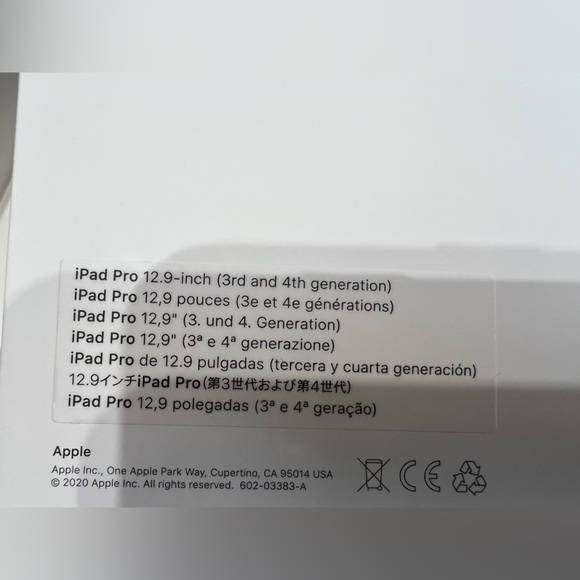 iPad Pro 12.9-inch (3rd and 4th generation)
iPad Pro 12,9 pouces (3e et 4e générations)
iPad Pro 12,9" (3. und 4. Generation)
iPad Pro 12,9" (3ª e 4ª generazione)
iPad Pro de 12.9 pulgadas (tercera y cuarta generación)
12.9インチiPad Pro(第3世代および第4世代)
iPad Pro 12,9 polegadas (3ª e 4ª geração)
Apple
Apple Inc., One Apple Park Way, Cupertino, CA 95014 USA
© 2020 Apple Inc. All rights reserved. 602-03383-A
CE